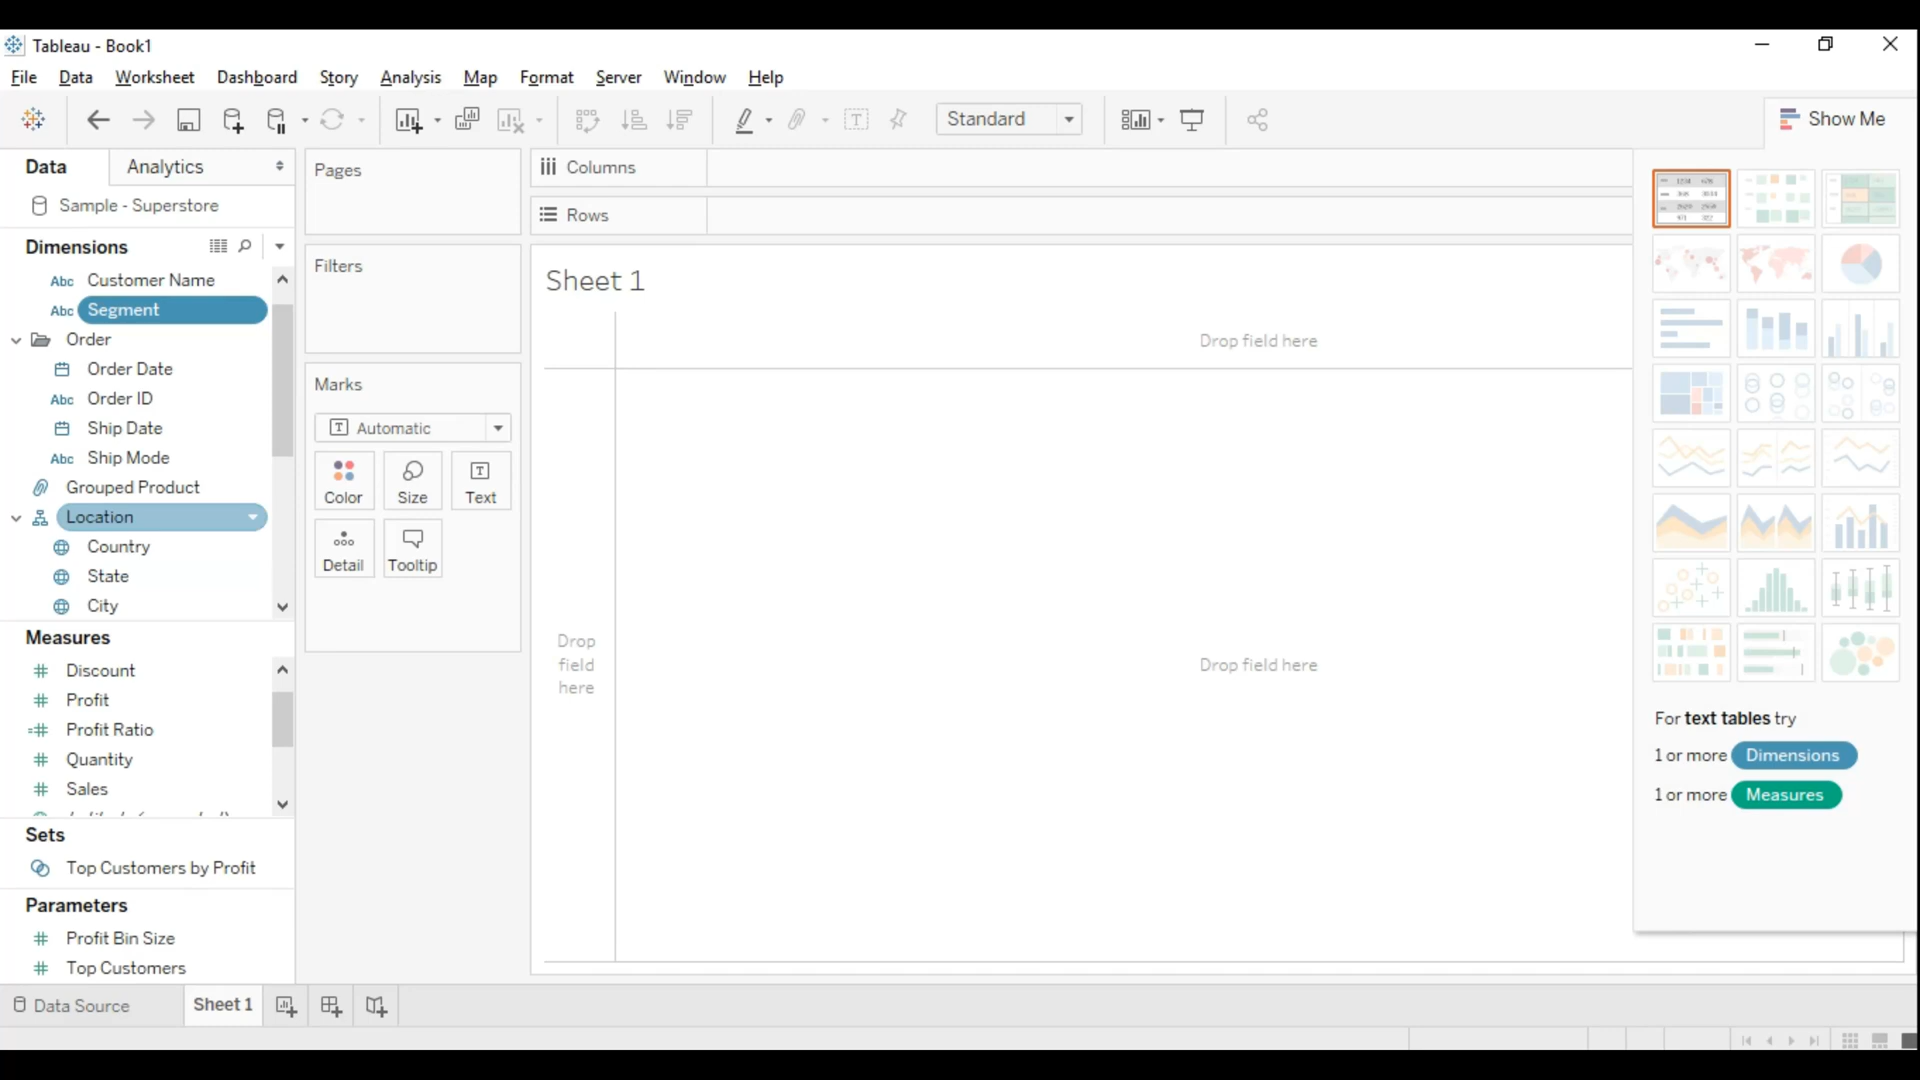 Tableau - Book1
File Data Worksheet Dashboard Story Analysis Map Format Server Window Help
Standard
Show Me
Data
Analytics
Sample - Superstore
Dimensions
Abc Customer Name
Abc Segment
Order
Order Date
Abc Order ID
Ship Date
Abc Ship Mode
Grouped Product
Location
Country
State
City
Measures
# Discount
# Profit
=# Profit Ratio
# Quantity
# Sales
Sets
Top Customers by Profit
Parameters
# Profit Bin Size
# Top Customers
Pages
Filters
Marks
Automatic
Color
Size
Text
Detail
Tooltip
Columns
Rows
Sheet 1
Drop field here
Drop
field
here
Drop field here
For text tables try
1 or more Dimensions
1 or more Measures
Data Source
Sheet 1